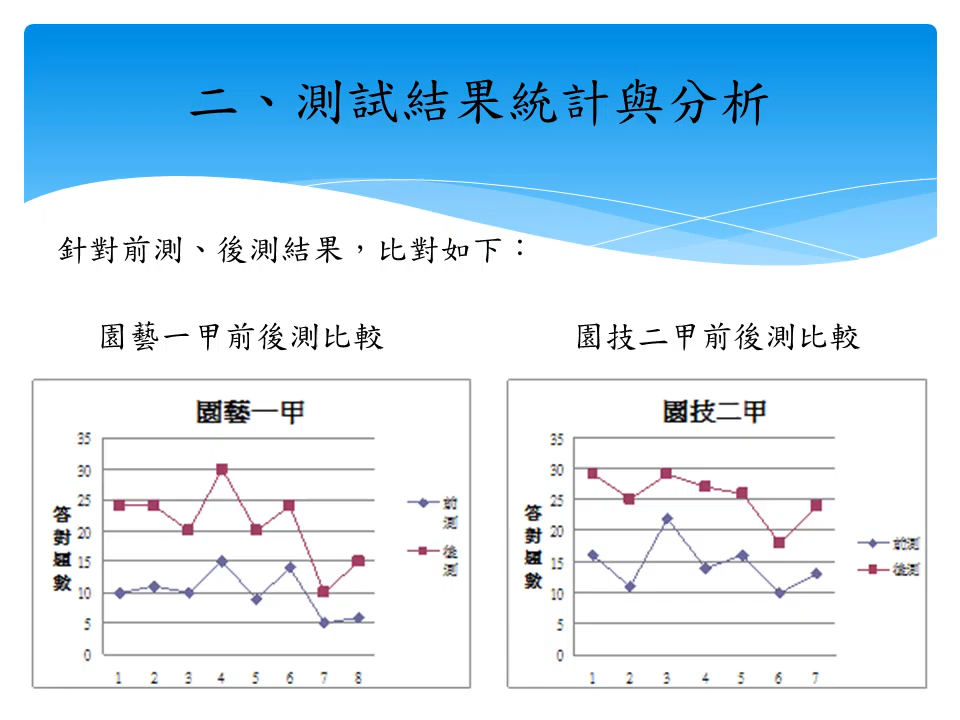 二、測試結果統計與分析
針對前測、後測結果，比對如下：
園藝一甲前後測比較
園技二甲前後測比較
園藝一甲
35
30
25
20
15
10
5
0
答對題數
1 2 3 4 5 6 7 8
前測
後測
園技二甲
35
30
25
20
15
10
5
0
答對題數
1 2 3 4 5 6 7
前測
後測